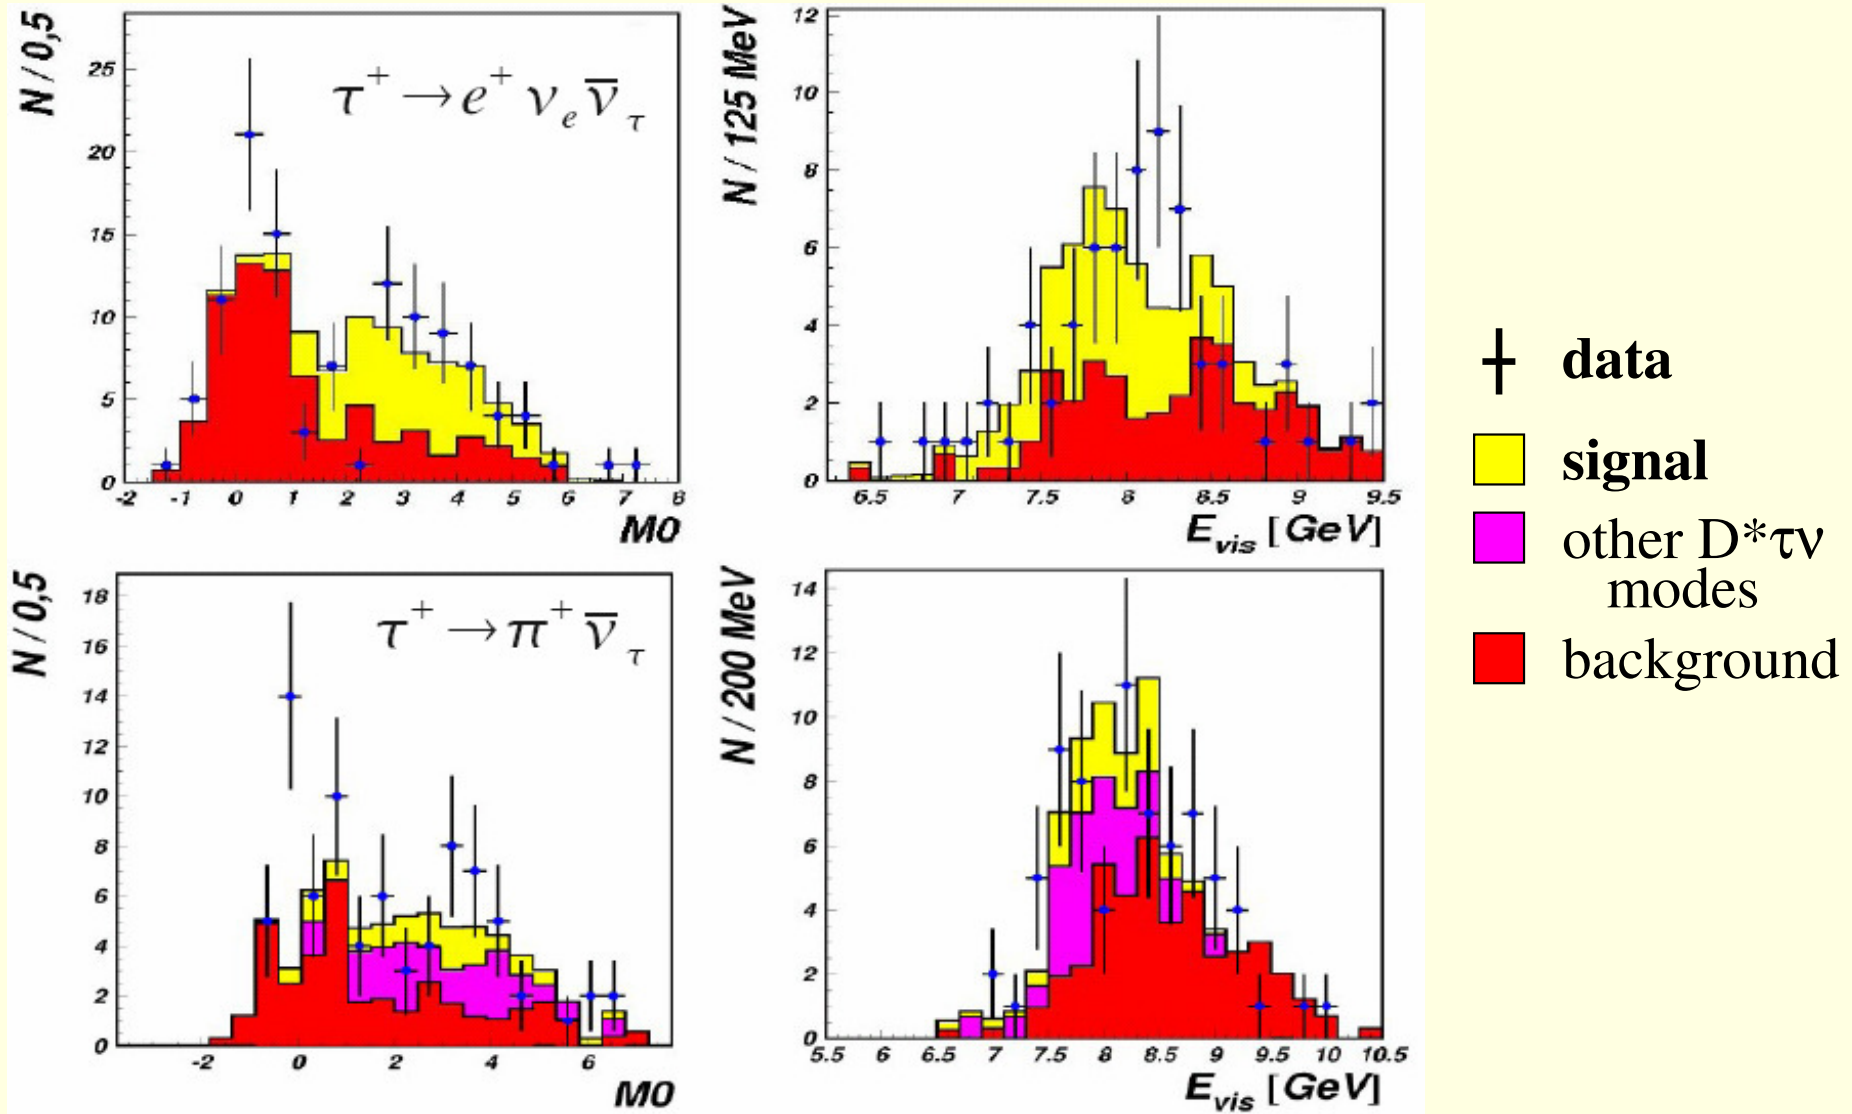 N / 0,5
25
20
15
10
5
0
τ⁺ → e⁺ νₑ ν̅_τ
-2 -1 0 1 2 3 4 5 6 7 8
M0
N / 125 MeV
12
10
8
6
4
2
0
6.5 7 7.5 8 8.5 9 9.5
E_vis [GeV]
N / 0,5
18
16
14
12
10
8
6
4
2
0
τ⁺ → π⁺ ν̅_τ
-2 0 2 4 6
M0
N / 200 MeV
14
12
10
8
6
4
2
0
5.5 6 6.5 7 7.5 8 8.5 9 9.5 10 10.5
E_vis [GeV]
data
signal
other D*τν
modes
background